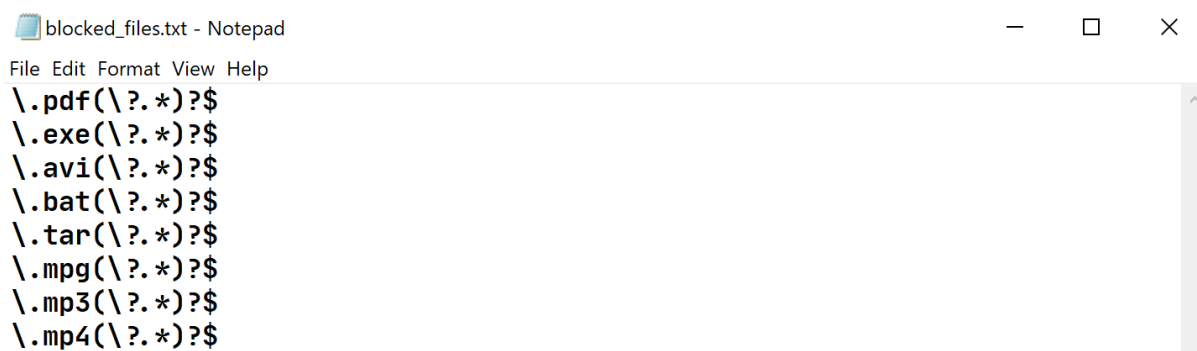 blocked_files.txt - Notepad
File Edit Format View Help
\.pdf(\?.*)?$
\.exe(\?.*)?$
\.avi(\?.*)?$
\.bat(\?.*)?$
\.tar(\?.*)?$
\.mpg(\?.*)?$
\.mp3(\?.*)?$
\.mp4(\?.*)?$